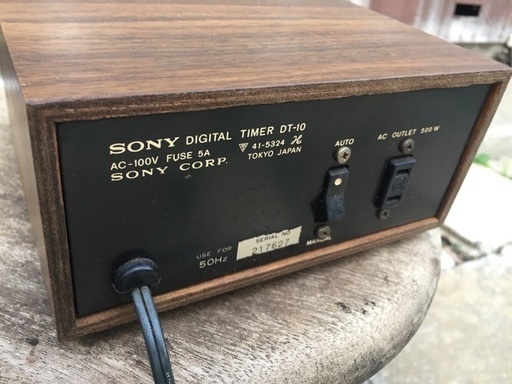 SONY DIGITAL TIMER DT-10
AC-100V FUSE 5A
SONY CORP.
41-5324
TOKYO JAPAN
AUTO
MANUAL
AC OUTLET 500W
USE FOR
50Hz
SERIAL NO
217627